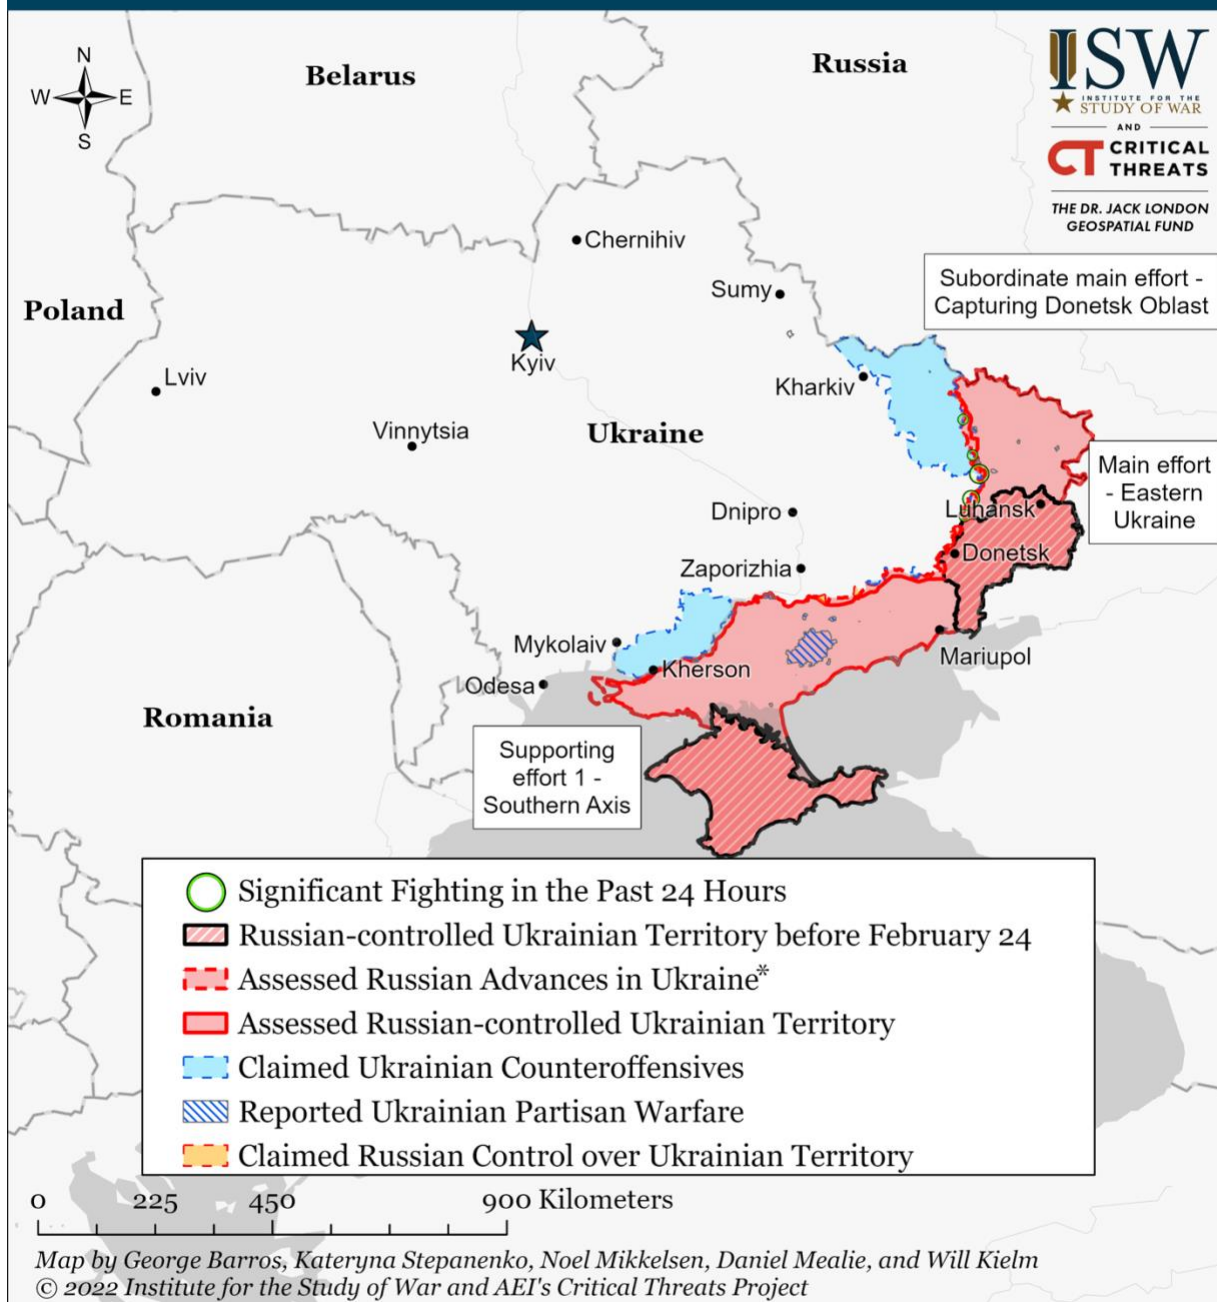 N
W
E
S
Belarus
Russia
ISW
INSTITUTE FOR THE
STUDY OF WAR
AND
CT CRITICAL
THREATS
THE DR. JACK LONDON
GEOSPATIAL FUND
Chernihiv
Subordinate main effort -
Capturing Donetsk Oblast
Sumy
Poland
Kyiv
Lviv
Kharkiv
Vinnytsia
Ukraine
Main effort
- Eastern
Ukraine
Luhansk
Dnipro
Donetsk
Zaporizhia
Mykolaiv
Mariupol
Kherson
Odesa
Romania
Supporting
effort 1 -
Southern Axis
Significant Fighting in the Past 24 Hours
Russian-controlled Ukrainian Territory before February 24
Assessed Russian Advances in Ukraine*
Assessed Russian-controlled Ukrainian Territory
Claimed Ukrainian Counteroffensives
Reported Ukrainian Partisan Warfare
Claimed Russian Control over Ukrainian Territory
0 225 450 900 Kilometers
Map by George Barros, Kateryna Stepanenko, Noel Mikkelsen, Daniel Mealie, and Will Kielm
© 2022 Institute for the Study of War and AEI's Critical Threats Project